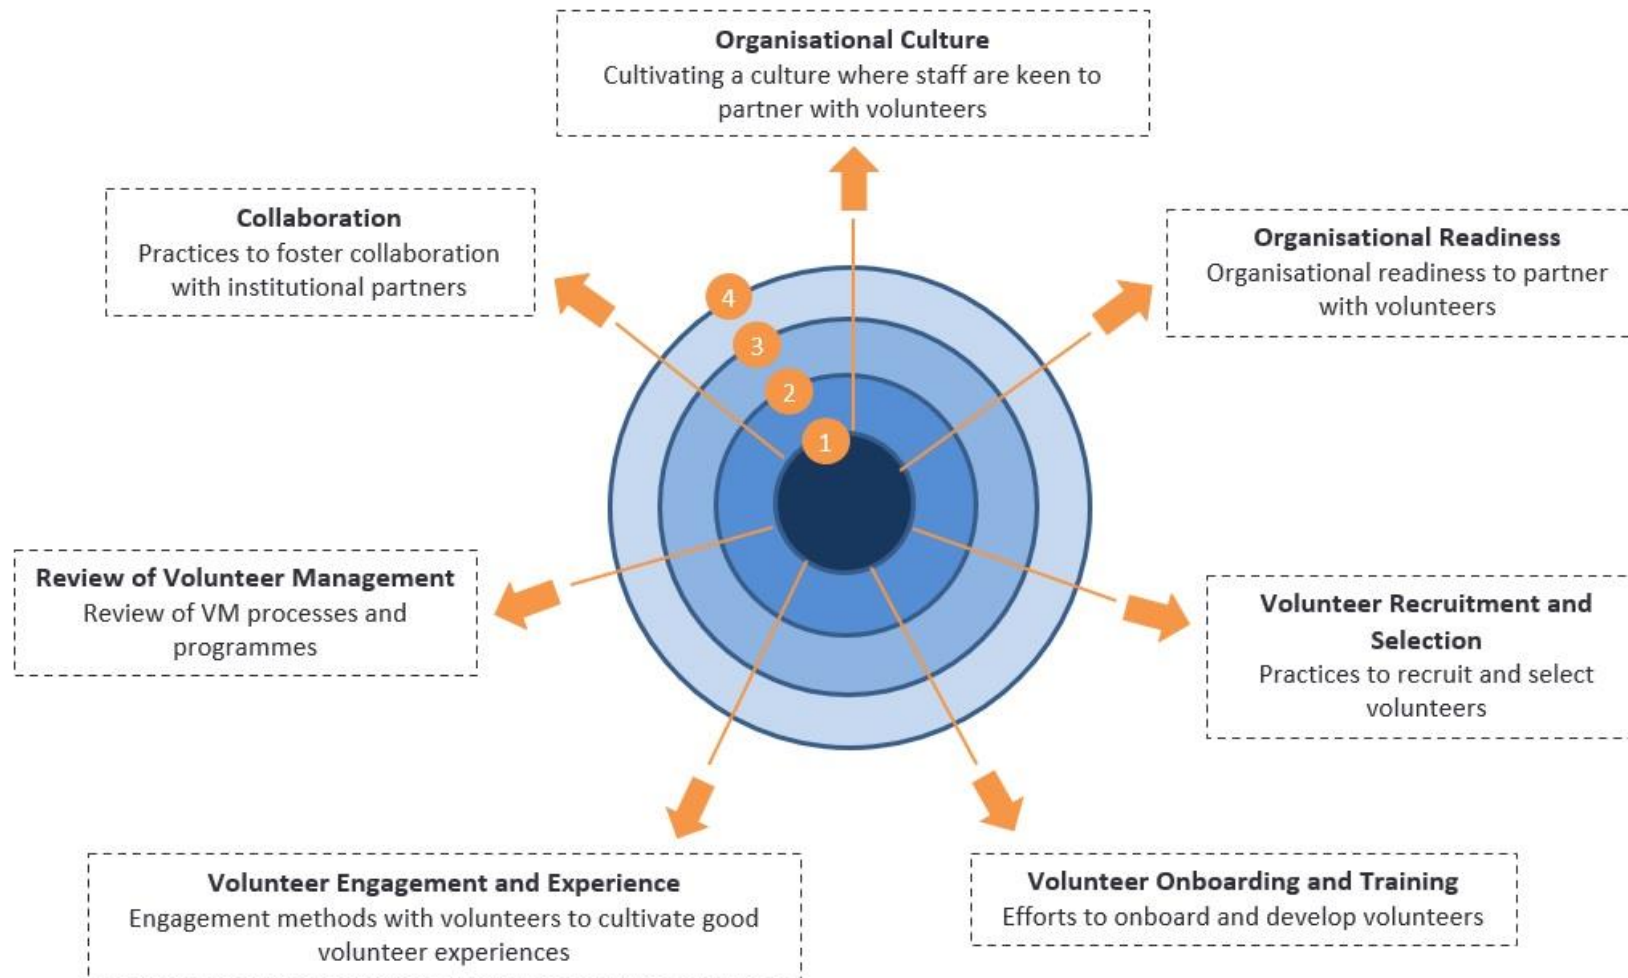 Organisational Culture
Cultivating a culture where staff are keen to
partner with volunteers
Collaboration
Practices to foster collaboration
with institutional partners
Organisational Readiness
Organisational readiness to partner
with volunteers
4
3
2
1
Review of Volunteer Management
Review of VM processes and
programmes
Volunteer Recruitment and
Selection
Practices to recruit and select
volunteers
Volunteer Engagement and Experience
Engagement methods with volunteers to cultivate good
volunteer experiences
Volunteer Onboarding and Training
Efforts to onboard and develop volunteers